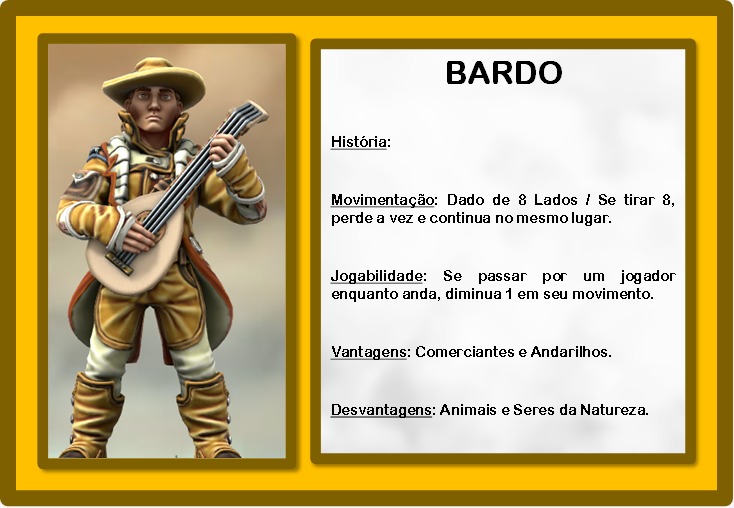 BARDO
História:
Movimentação: Dado de 8 Lados / Se tirar 8,
perde a vez e continua no mesmo lugar.
Jogabilidade: Se passar por um jogador
enquanto anda, diminua 1 em seu movimento.
Vantagens: Comerciantes e Andarilhos.
Desvantagens: Animais e Seres da Natureza.